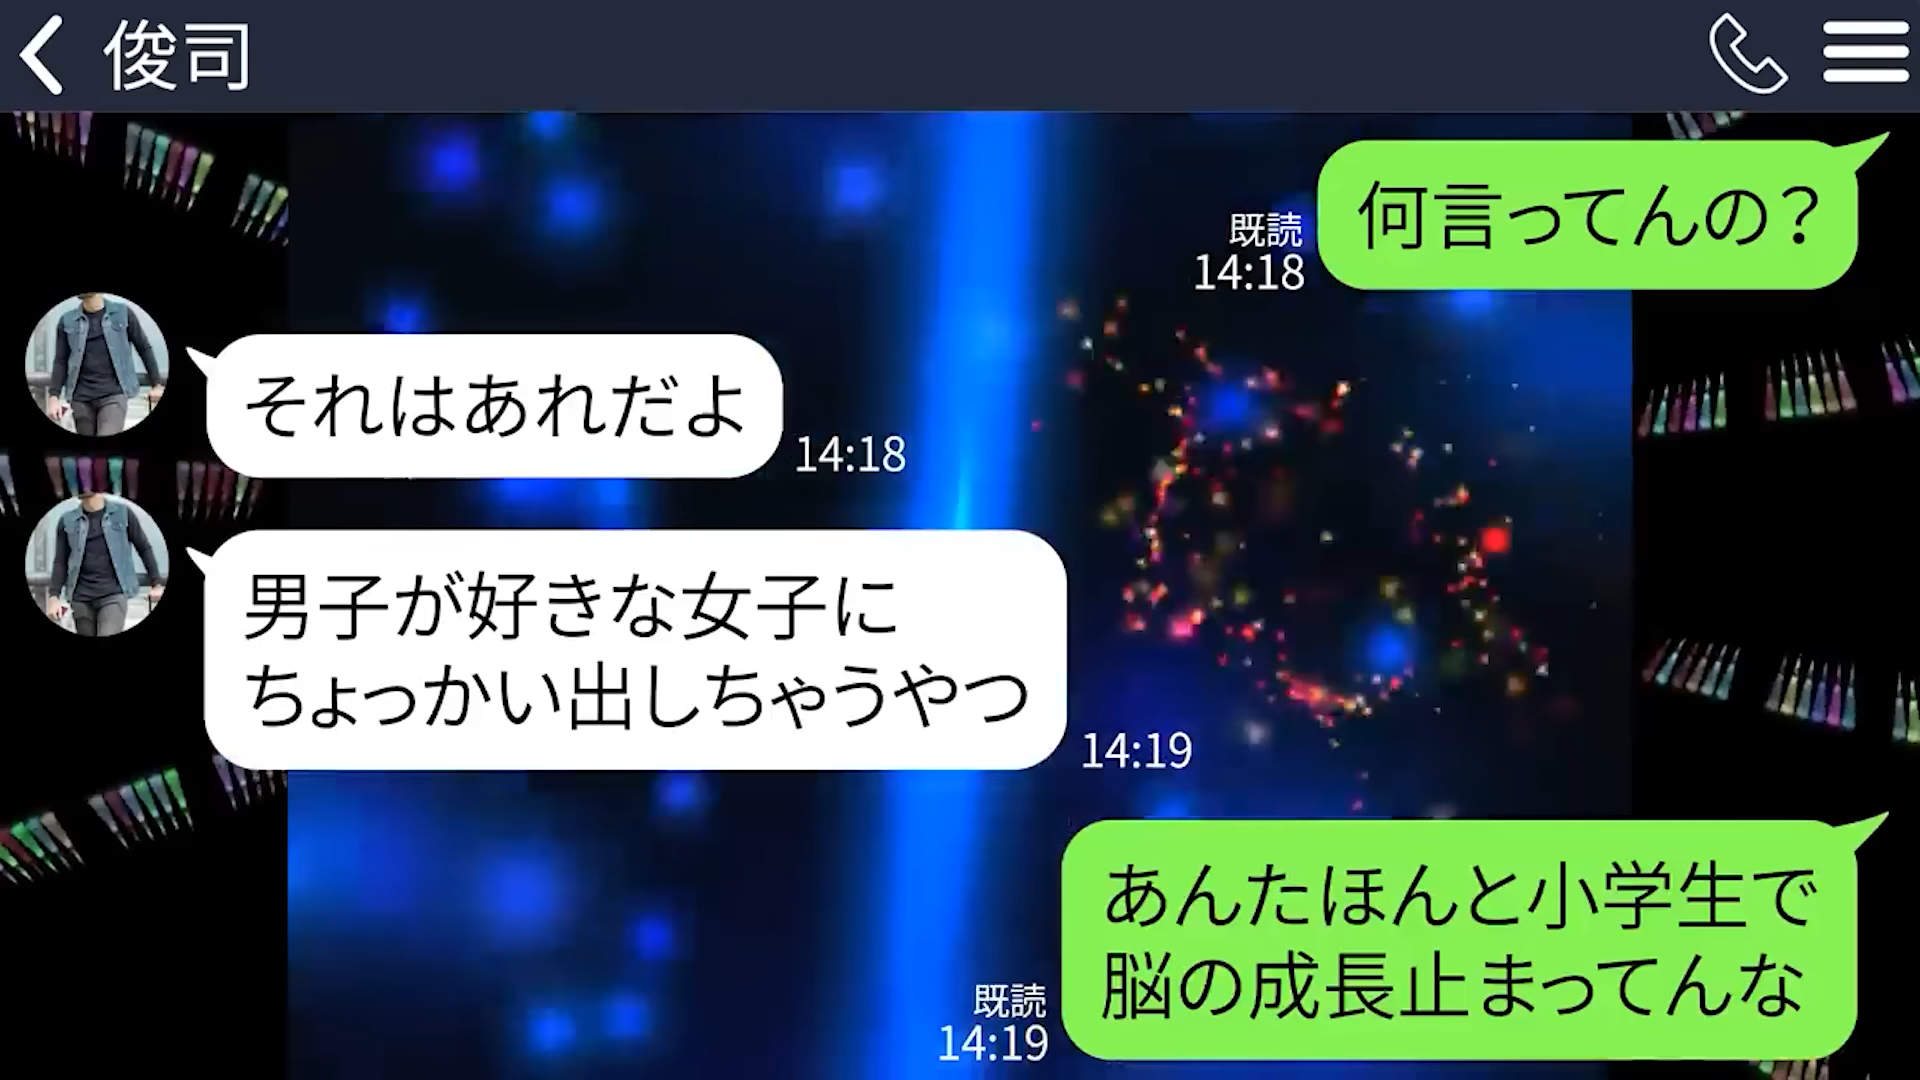 俊司
何言ってんの？
既読
14:18
それはあれだよ
14:18
男子が好きな女子に
ちょっかい出しちゃうやつ
14:19
あんたほんと小学生で
脳の成長止まってんな
既読
14:19